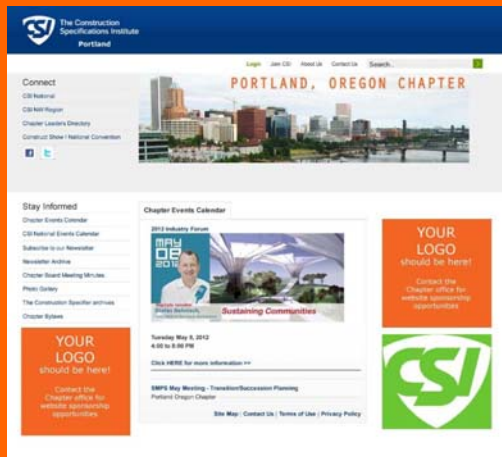 CSI
The Construction
Specifications Institute
Portland
Login Join CSI About Us Contact Us Search...
Connect
CSI National
CSI NW Region
Chapter Leaders Directory
Construct Show | National Convention
PORTLAND, OREGON CHAPTER
Stay Informed
Chapter Events Calendar
CSI National Events Calendar
Subscribe to our Newsletter
Newsletter Archive
Chapter Board Meeting Minutes
Photo Gallery
The Construction Specifier archives
Chapter Bylaws
YOUR
LOGO
should be here!
Contact the
Chapter office for
website sponsorship
opportunities
Chapter Events Calendar
2012 Industry Forum
MAY
08
2012
Stefan Behnisch,
Sustaining Communities
Tuesday May 8, 2012
4:00 to 8:00 PM
Click HERE for more information >>
SMPS May Meeting - Transition/Succession Planning
Portland Oregon Chapter
Site Map | Contact Us | Terms of Use | Privacy Policy
YOUR
LOGO
should be here!
Contact the
Chapter office for
website sponsorship
opportunities
CSI